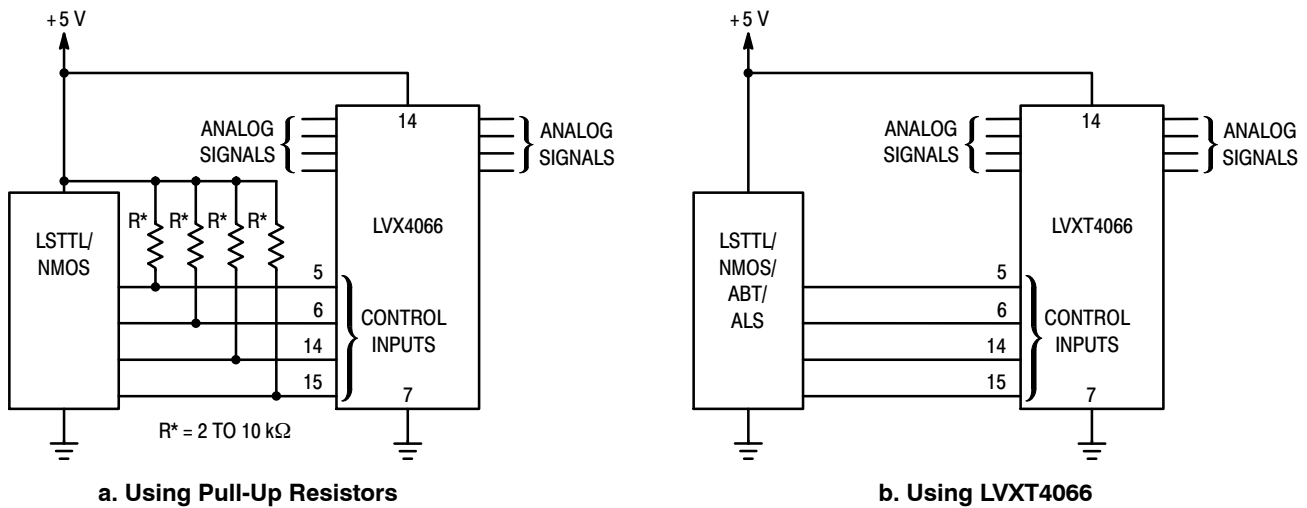 +5 V
14
ANALOG
SIGNALS
ANALOG
SIGNALS
R*
R*
R*
R*
LSTTL/
NMOS
LVX4066
5
6
14
15
CONTROL
INPUTS
7
R* = 2 TO 10 kΩ
a. Using Pull-Up Resistors
+5 V
14
ANALOG
SIGNALS
ANALOG
SIGNALS
LSTTL/
NMOS/
ABT/
ALS
LVXT4066
5
6
14
15
CONTROL
INPUTS
7
b. Using LVXT4066